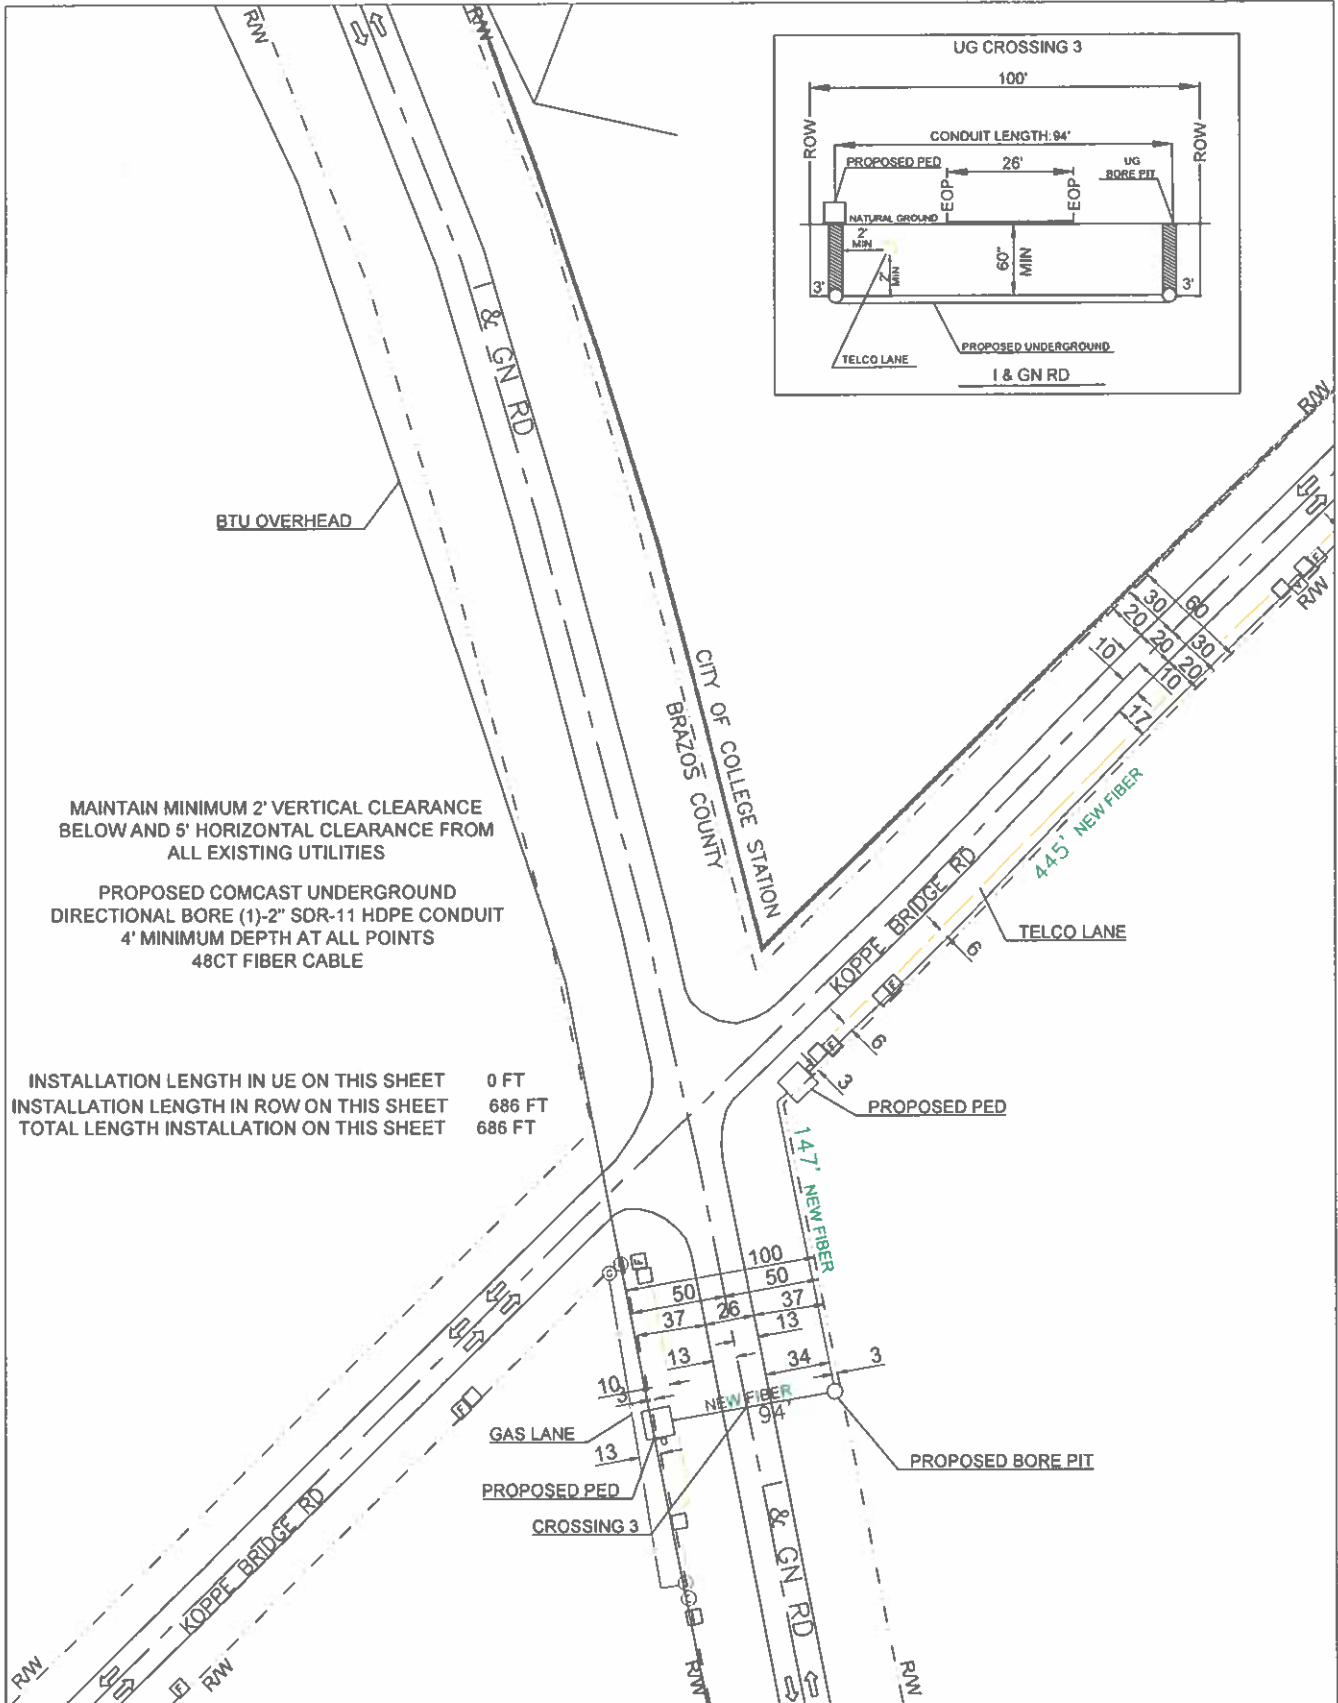 R/W
R/W
UG CROSSING 3
100'
ROW
ROW
CONDUIT LENGTH:94'
PROPOSED PED
26'
UG
BORE PIT
EOP
EOP
NATURAL GROUND
2'
MIN
2'
MIN
60"
MIN
3'
3'
TELCO LANE
PROPOSED UNDERGROUND
I & GN RD
I & GN RD
BTU OVERHEAD
R/W
R/W
F
30
60
20
30
20
20
10'
10
17
CITY OF COLLEGE STATION
BRAZOS COUNTY
445' NEW FIBER
MAINTAIN MINIMUM 2' VERTICAL CLEARANCE
BELOW AND 5' HORIZONTAL CLEARANCE FROM
ALL EXISTING UTILITIES
PROPOSED COMCAST UNDERGROUND
DIRECTIONAL BORE (1)-2" SDR-11 HDPE CONDUIT
4' MINIMUM DEPTH AT ALL POINTS
48CT FIBER CABLE
KOPPE BRIDGE RD
TELCO LANE
6
F
6
F
3
PROPOSED PED
INSTALLATION LENGTH IN UE ON THIS SHEET 0 FT
INSTALLATION LENGTH IN ROW ON THIS SHEET 686 FT
TOTAL LENGTH INSTALLATION ON THIS SHEET 686 FT
147' NEW FIBER
G
F
100
50
50
37
26
37
13
13
34
3
10
3
NEW FIBER
94'
F
GAS LANE
13
PROPOSED PED
CROSSING 3
PROPOSED BORE PIT
KOPPE BRIDGE RD
I & GN RD
R/W
R/W
F
R/W
R/W